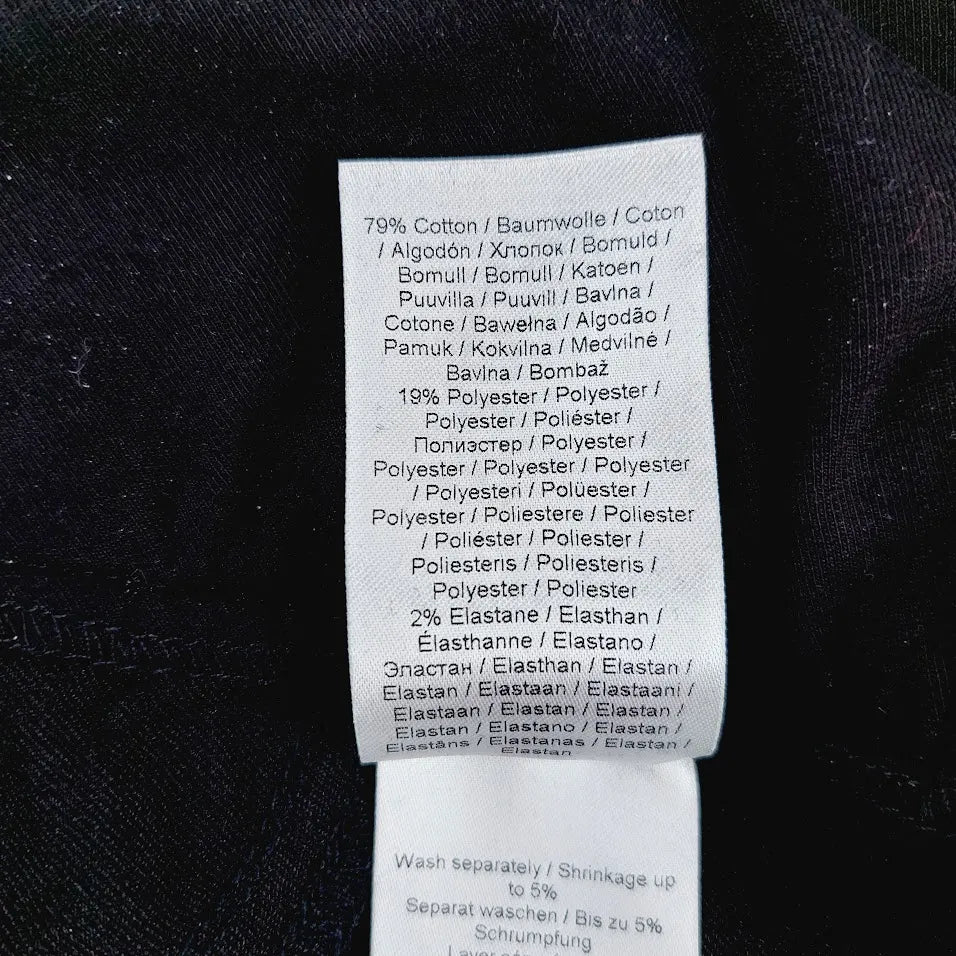 79% Cotton / Baumwolle / Coton
/ Algodón / Хлопок / Bomuld /
Bomull / Bomull / Katoen /
Puuvilla / Puuvill / Bavlna /
Cotone / Bawełna / Algodão /
Pamuk / Kokvilna / Medvilnė /
Bavlna / Bombaž
19% Polyester / Polyester /
Polyester / Poliéster /
Полиэстер / Polyester /
Polyester / Polyester / Polyester
/ Polyesteri / Polüester /
Polyester / Poliestere / Poliester
/ Poliéster / Polyester /
Poliesteris / Poliesteris /
Polyester / Poliester
2% Elastane / Elasthan /
Élasthanne / Elastano /
Эластан / Elasthan / Elastan /
Elastan / Elastaan / Elastaani /
Elastaan / Elastan / Elastan /
Elastan / Elastano / Elastan /
Elastāns / Elastanas / Elastan /
Elastan
Wash separately / Shrinkage up
to 5%
Separat waschen / Bis zu 5%
Schrumpfung